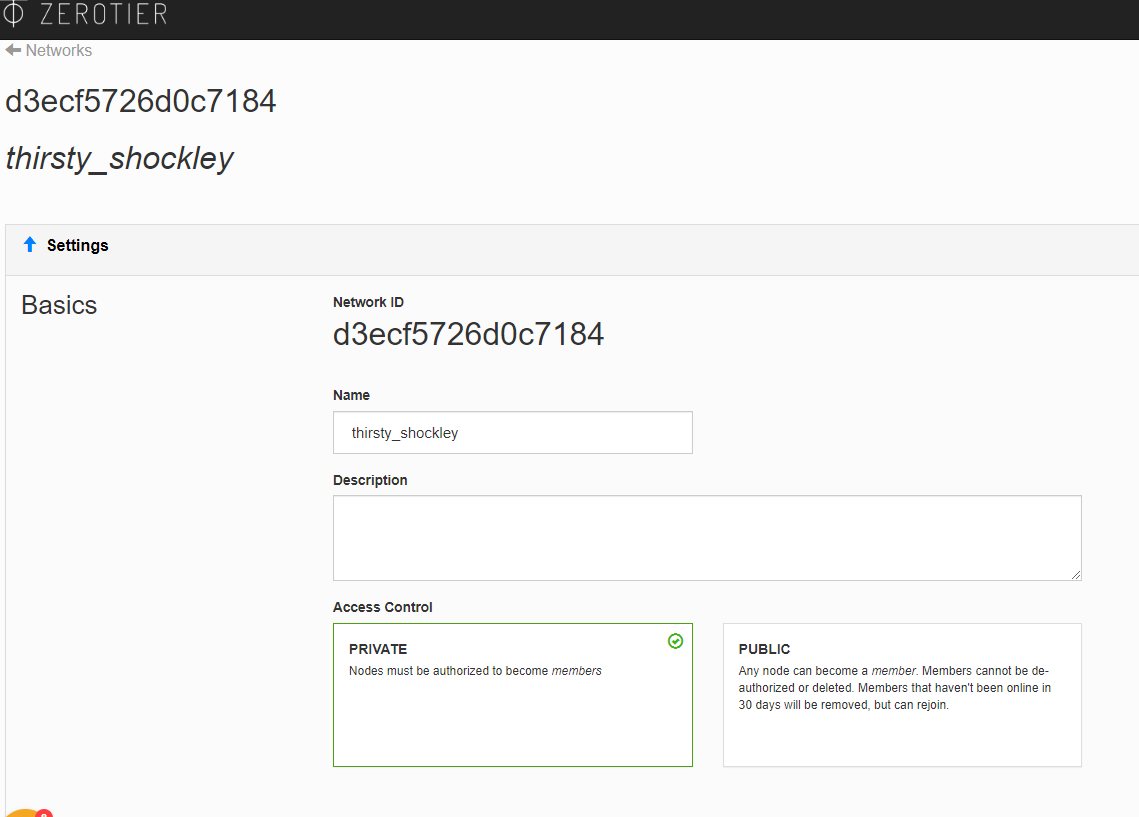 ZEROTIER
Networks
d3ecf5726d0c7184
thirsty_shockley
Settings
Basics
Network ID
d3ecf5726d0c7184
Name
thirsty_shockley
Description
Access Control
PRIVATE
Nodes must be authorized to become members
PUBLIC
Any node can become a member. Members cannot be de-
authorized or deleted. Members that haven't been online in
30 days will be removed, but can rejoin.